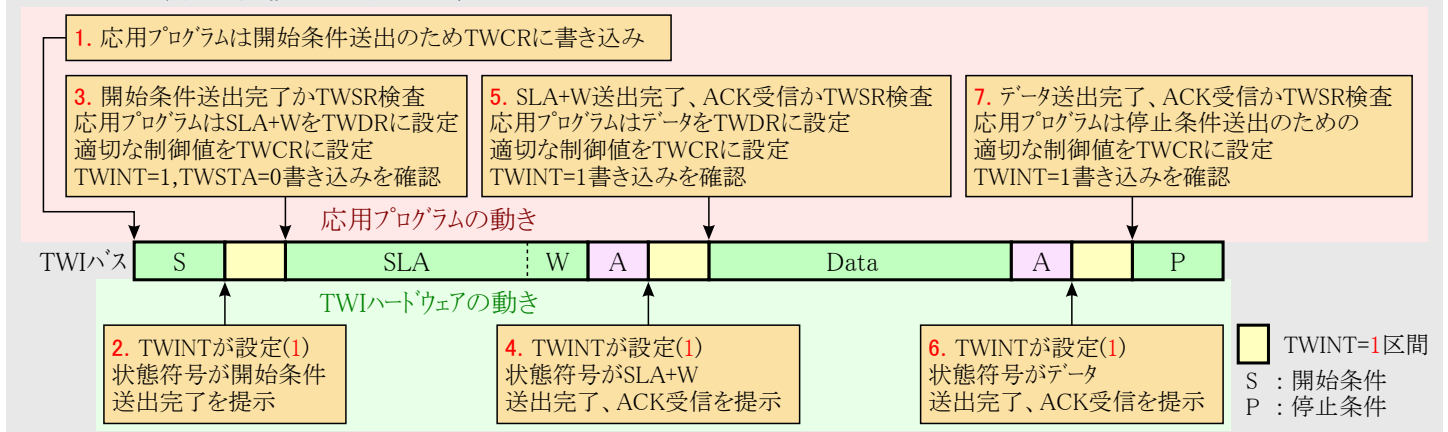 1. 応用プログラムは開始条件送出のためTWCRに書き込み
3. 開始条件送出完了かTWSR検査
応用プログラムはSLA+WをTWDRに設定
適切な制御値をTWCRに設定
TWINT=1,TWSTA=0書き込みを確認
5. SLA+W送出完了、ACK受信かTWSR検査
応用プログラムはデータをTWDRに設定
適切な制御値をTWCRに設定
TWINT=1書き込みを確認
7. データ送出完了、ACK受信かTWSR検査
応用プログラムは停止条件送出のための
適切な制御値をTWCRに設定
TWINT=1書き込みを確認
応用プログラムの動き
TWIバス S SLA W A Data A P
TWIハードウェアの動き
2. TWINTが設定(1)
状態符号が開始条件
送出完了を提示
4. TWINTが設定(1)
状態符号がSLA+W
送出完了、ACK受信を提示
6. TWINTが設定(1)
状態符号がデータ
送出完了、ACK受信を提示
TWINT=1区間
S : 開始条件
P : 停止条件